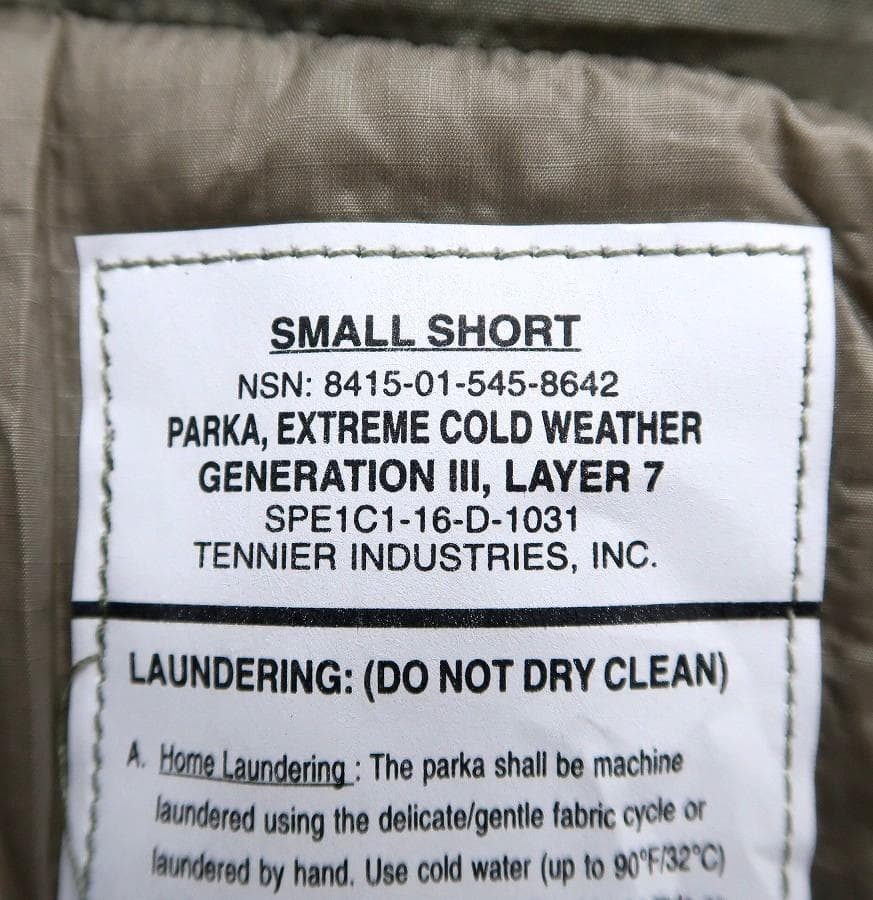 SMALL SHORT
NSN: 8415-01-545-8642
PARKA, EXTREME COLD WEATHER
GENERATION III, LAYER 7
SPE1C1-16-D-1031
TENNIER INDUSTRIES, INC.
LAUNDERING: (DO NOT DRY CLEAN)
A. Home Laundering : The parka shall be machine
laundered using the delicate/gentle fabric cycle or
laundered by hand. Use cold water (up to 90°F/32°C)